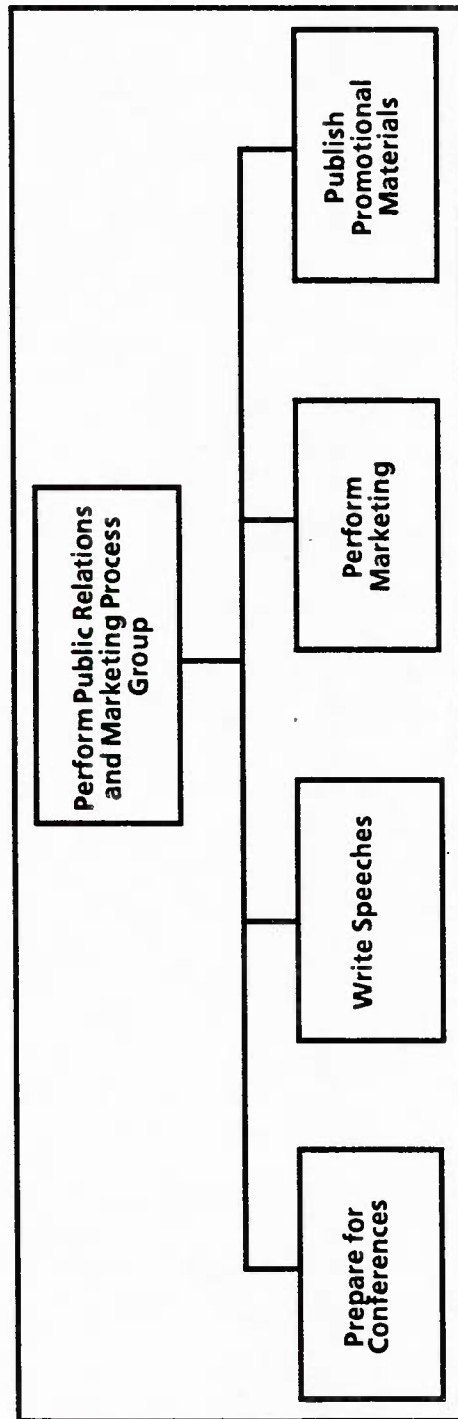 Perform Public Relations
and Marketing Process
Group
Prepare for
Conferences
Write Speeches
Perform
Marketing
Publish
Promotional
Materials